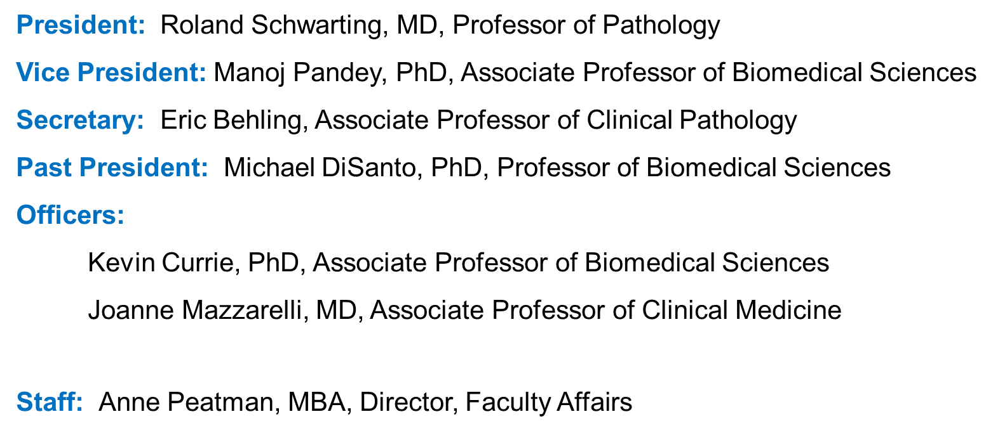 President: Roland Schwarting, MD, Professor of Pathology
Vice President: Manoj Pandey, PhD, Associate Professor of Biomedical Sciences
Secretary: Eric Behling, Associate Professor of Clinical Pathology
Past President: Michael DiSanto, PhD, Professor of Biomedical Sciences
Officers:
Kevin Currie, PhD, Associate Professor of Biomedical Sciences
Joanne Mazzarelli, MD, Associate Professor of Clinical Medicine
Staff: Anne Peatman, MBA, Director, Faculty Affairs